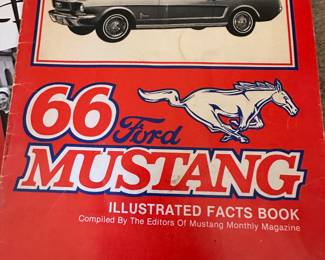 66 Ford
MUSTANG
ILLUSTRATED FACTS BOOK
Compiled By The Editors Of Mustang Monthly Magazine